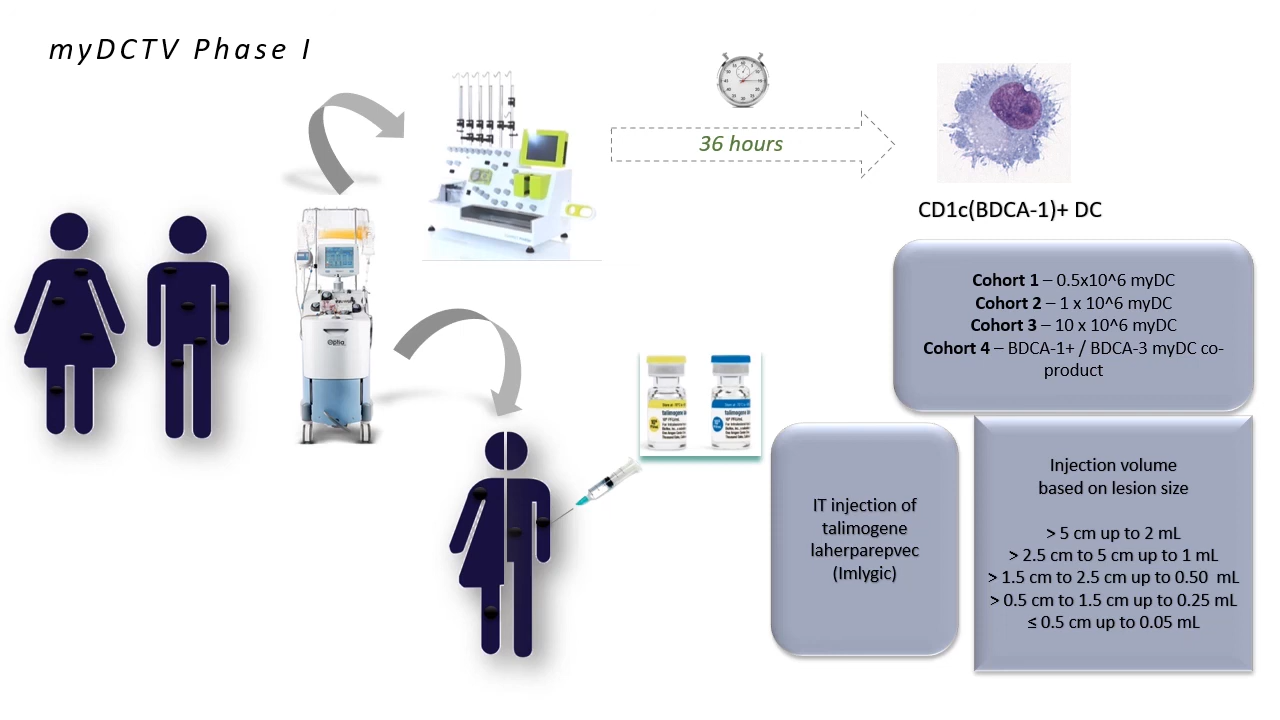 myDCTV Phase I
36 hours
CD1c(BDCA-1)+ DC
Cohort 1 – 0.5x10^6 myDC
Cohort 2 – 1 x 10^6 myDC
Cohort 3 – 10 x 10^6 myDC
Cohort 4 – BDCA-1+ / BDCA-3 myDC co-
product
Optia
talimogene
talimogene
IT injection of
talimogene
laherparepvec
(Imlygic)
Injection volume
based on lesion size
> 5 cm up to 2 mL
> 2.5 cm to 5 cm up to 1 mL
> 1.5 cm to 2.5 cm up to 0.50 mL
> 0.5 cm to 1.5 cm up to 0.25 mL
≤ 0.5 cm up to 0.05 mL